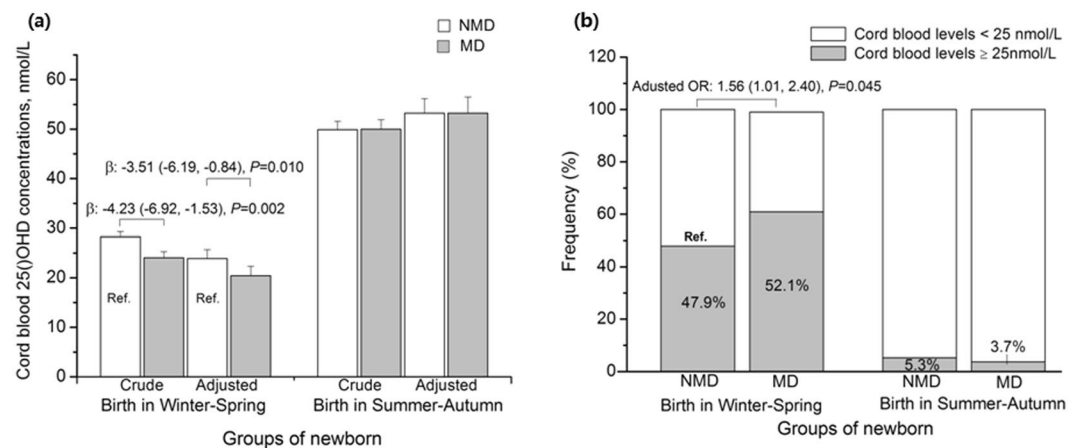 (a)
NMD
MD
Cord blood 25()OHD concentrations, nmol/L
60
50
40
30
20
10
0
β: -3.51 (-6.19, -0.84), P=0.010
β: -4.23 (-6.92, -1.53), P=0.002
Ref.
Ref.
Crude
Adjusted
Crude
Adjusted
Birth in Winter-Spring
Birth in Summer-Autumn
Groups of newborn
(b)
Cord blood levels < 25 nmol/L
Cord blood levels ≥ 25nmol/L
Frequency (%)
120
100
80
60
40
20
0
Adusted OR: 1.56 (1.01, 2.40), P=0.045
Ref.
47.9%
52.1%
5.3%
3.7%
NMD
MD
NMD
MD
Birth in Winter-Spring
Birth in Summer-Autumn
Groups of newborn